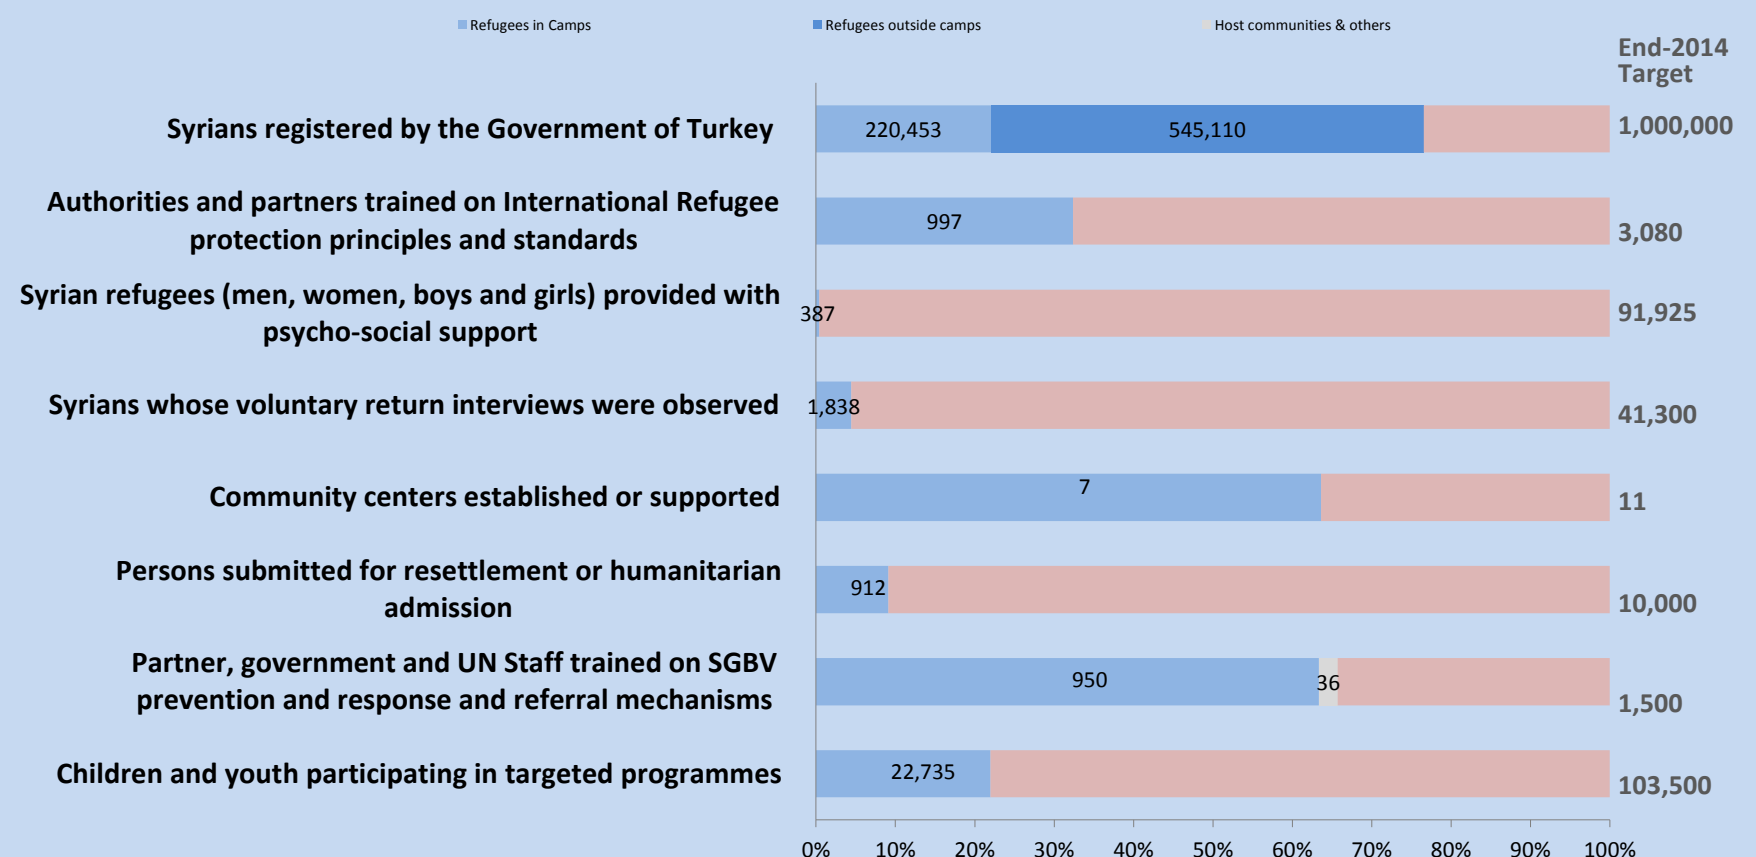 Refugees in Camps
Refugees outside camps
Host communities & others
End-2014
Target
Syrians registered by the Government of Turkey
220,453
545,110
1,000,000
Authorities and partners trained on International Refugee
protection principles and standards
997
3,080
Syrian refugees (men, women, boys and girls) provided with
psycho-social support
387
91,925
Syrians whose voluntary return interviews were observed
1,838
41,300
Community centers established or supported
7
11
Persons submitted for resettlement or humanitarian
admission
912
10,000
Partner, government and UN Staff trained on SGBV
prevention and response and referral mechanisms
950
36
1,500
Children and youth participating in targeted programmes
22,735
103,500
0% 10% 20% 30% 40% 50% 60% 70% 80% 90% 100%